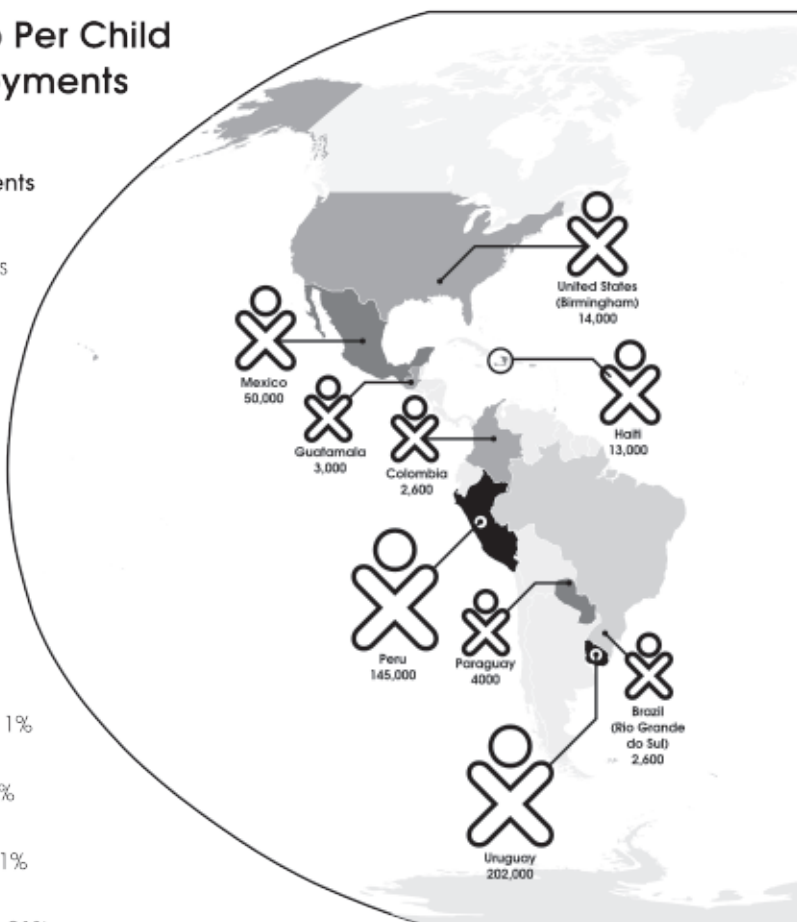 Per Child
yments
ents
s
United States
(Birmingham)
14,000
Mexico
50,000
Haiti
13,000
Guatamala
3,000
Colombia
2,600
Peru
145,000
Paraguay
4000
Brazil
(Rio Grande
do Sul)
2,600
Uruguay
202,000
1%
%
1%